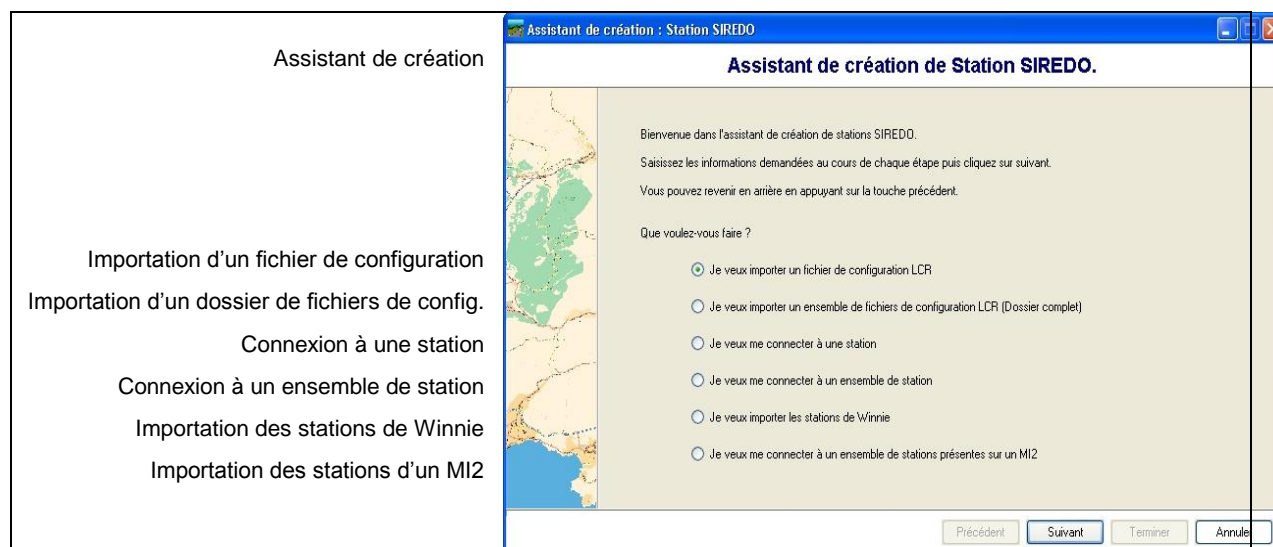 Assistant de création
Importation d’un fichier de configuration
Importation d’un dossier de fichiers de config.
Connexion à une station
Connexion à un ensemble de station
Importation des stations de Winnie
Importation des stations d’un MI2
Assistant de création : Station SIREDO
Assistant de création de Station SIREDO.
Bienvenue dans l'assistant de création de stations SIREDO.
Saisissez les informations demandées au cours de chaque étape puis cliquez sur suivant.
Vous pouvez revenir en arrière en appuyant sur la touche précédent.
Que voulez-vous faire ?
Je veux importer un fichier de configuration LCR
Je veux importer un ensemble de fichiers de configuration LCR (Dossier complet)
Je veux me connecter à une station
Je veux me connecter à un ensemble de station
Je veux importer les stations de Winnie
Je veux me connecter à un ensemble de stations présentes sur un MI2
Précédent Suivant Terminer Annuler